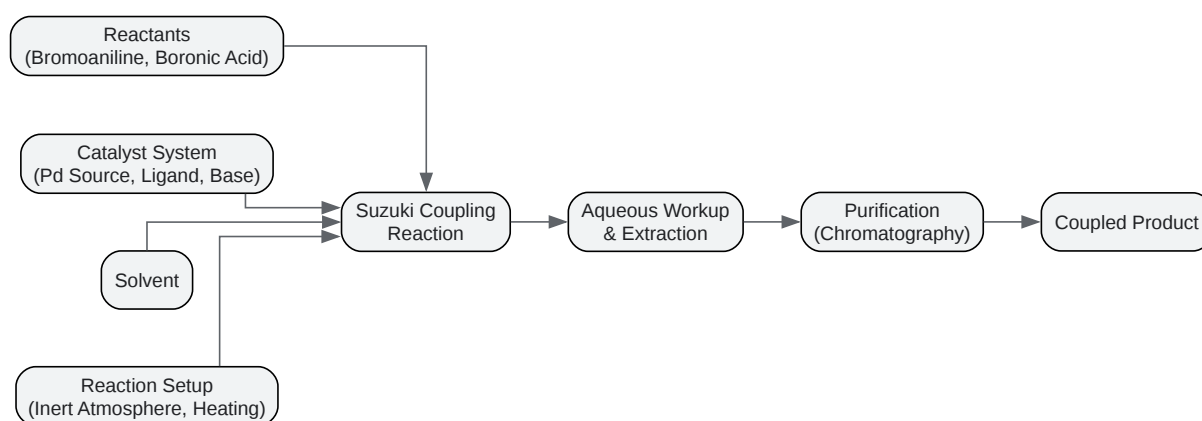 Reactants
(Bromoaniline, Boronic Acid)
Catalyst System
(Pd Source, Ligand, Base)
Solvent
Reaction Setup
(Inert Atmosphere, Heating)
Suzuki Coupling
Reaction
Aqueous Workup
& Extraction
Purification
(Chromatography)
Coupled Product